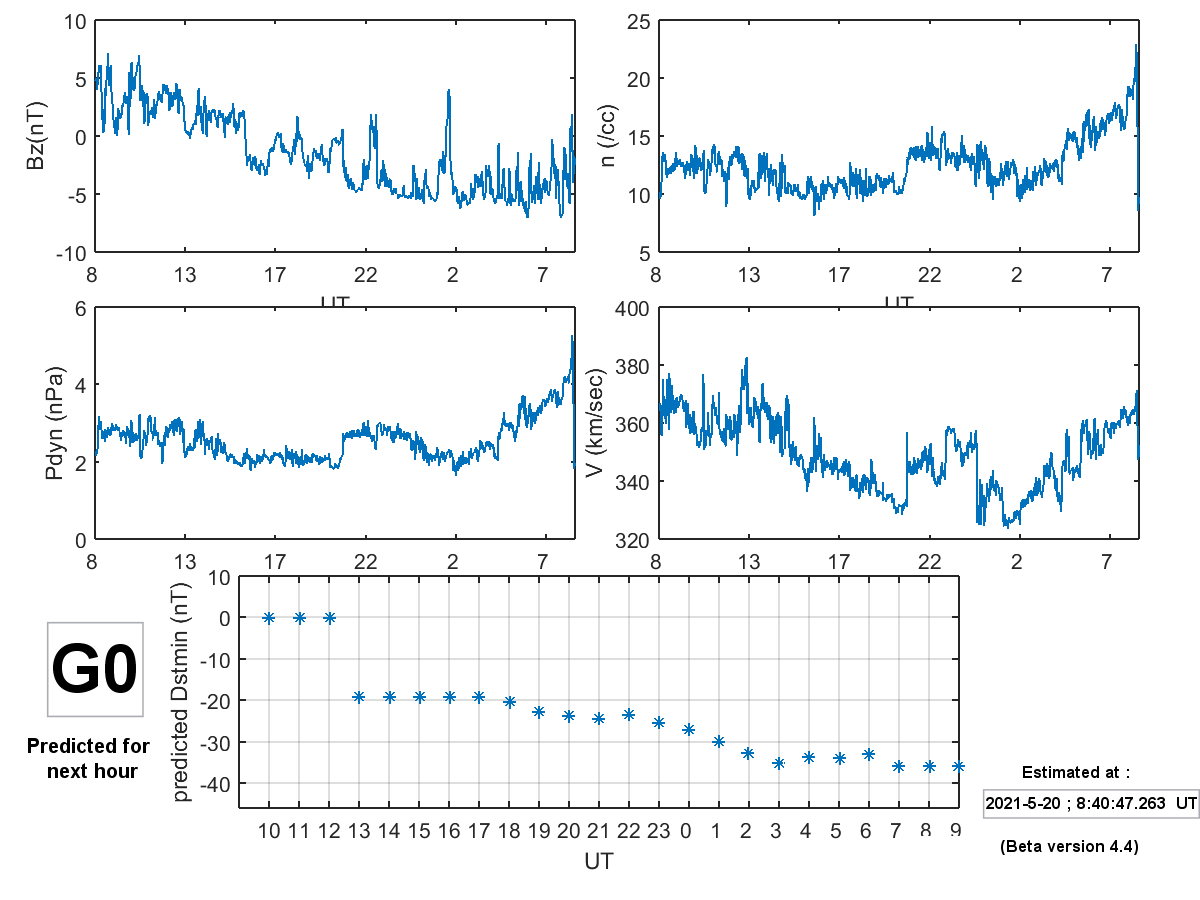 10
5
0
-5
-10
Bz(nT)
8 13 17 22 2 7
UT
25
20
15
10
5
n (/cc)
8 13 17 22 2 7
UT
6
4
2
0
Pdyn (nPa)
8 13 17 22 2 7
400
380
360
340
320
V (km/sec)
8 13 17 22 2 7
10
0
-10
-20
-30
-40
predicted Dstmin (nT)
10 11 12 13 14 15 16 17 18 19 20 21 22 23 0 1 2 3 4 5 6 7 8 9
UT
G0
Predicted for
next hour
Estimated at :
2021-5-20 ; 8:40:47.263 UT
(Beta version 4.4)